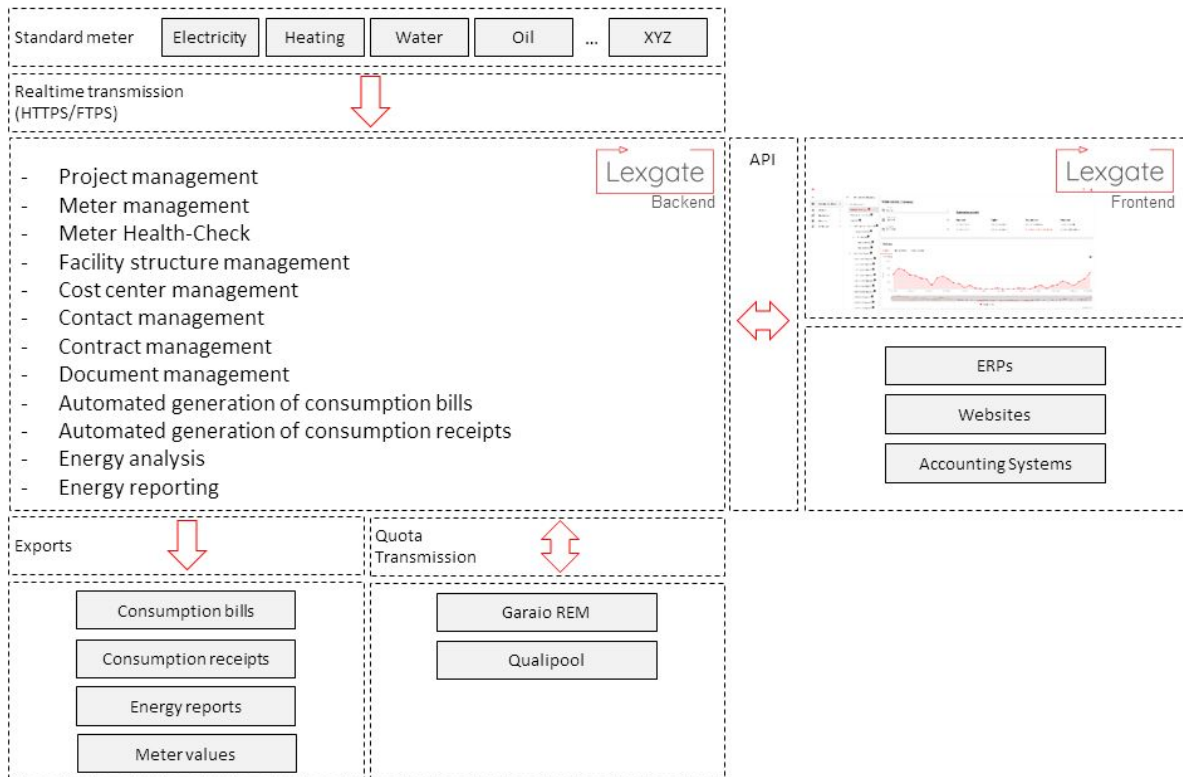 Standard meter
Electricity
Heating
Water
Oil
...
XYZ
Realtime transmission
(HTTPS/FTPS)
Lexgate
Backend
- Project management
- Meter management
- Meter Health Check
- Facility structure management
- Cost center management
- Contact management
- Contract management
- Document management
- Automated generation of consumption bills
- Automated generation of consumption receipts
- Energy analysis
- Energy reporting
API
Lexgate
Frontend
ERPs
Websites
Accounting Systems
Exports
Consumption bills
Consumption receipts
Energy reports
Meter values
Quota
Transmission
Garaio REM
Qualipool